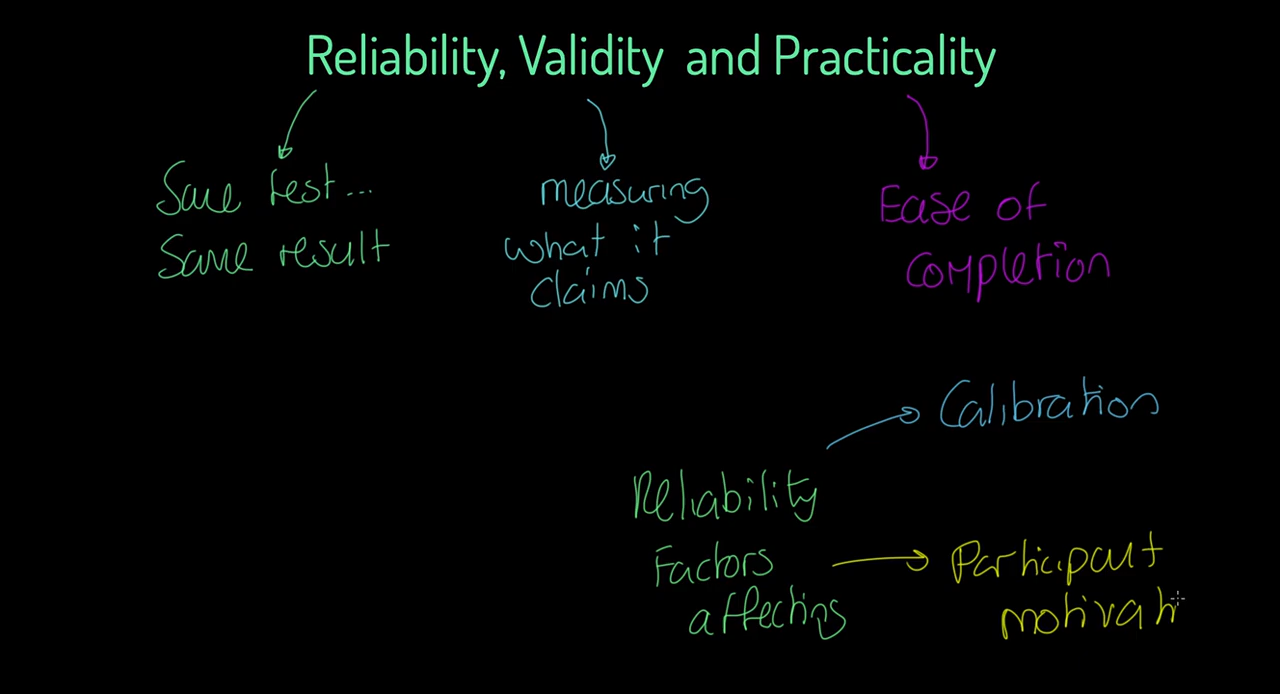 Reliability, Validity and Practicality
Same test...
Same result
measuring
what it
claims
Ease of
completion
Calibration
Reliability
Factors
affecting
Participant
motivati